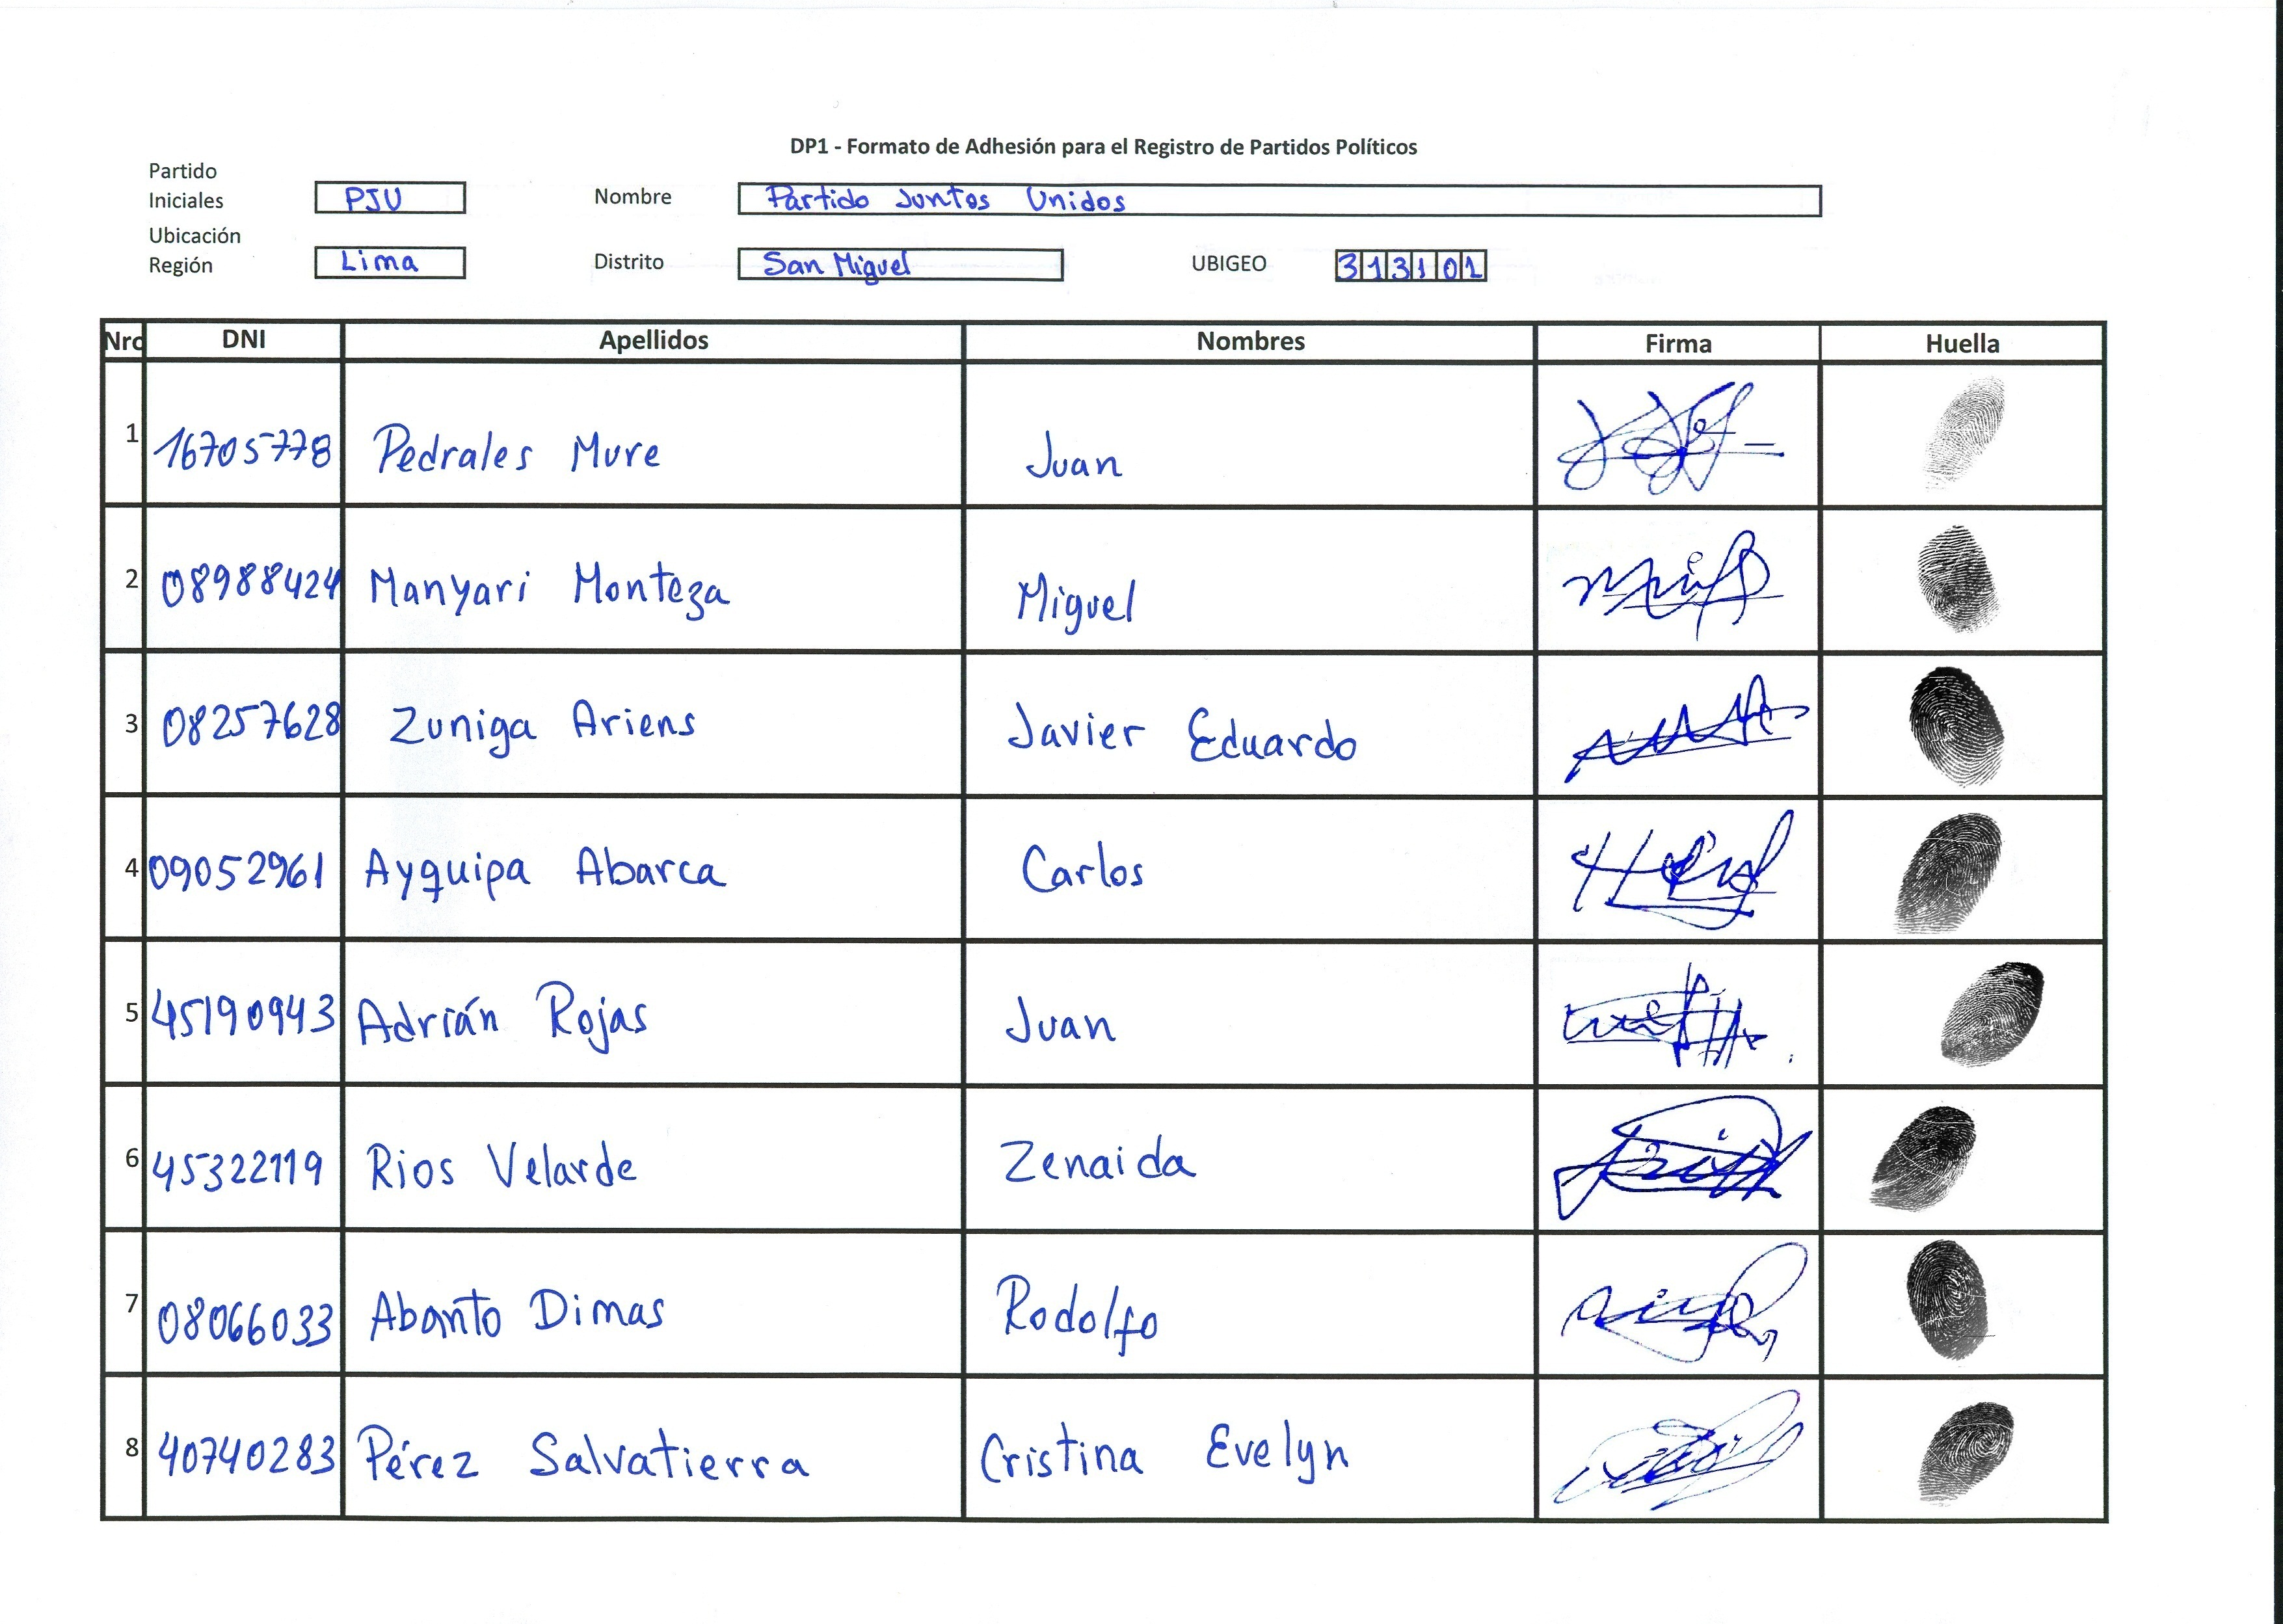 DP1 - Formato de Adhesión para el Registro de Partidos Políticos
Partido
Iniciales PJU Nombre Partido Juntos Unidos
Ubicación
Región Lima Distrito San Miguel UBIGEO 313101
Nro DNI Apellidos Nombres Firma Huella
1 16705778 Pedrales Mure Juan
2 08988424 Manyari Monteza Miguel
3 08257628 Zuniga Ariens Javier Eduardo
4 09052961 Ayquipa Abarca Carlos
5 45190943 Adrián Rojas Juan
6 45322119 Rios Velarde Zenaida
7 08066033 Abanto Dimas Rodolfo
8 40740283 Pérez Salvatierra Cristina Evelyn